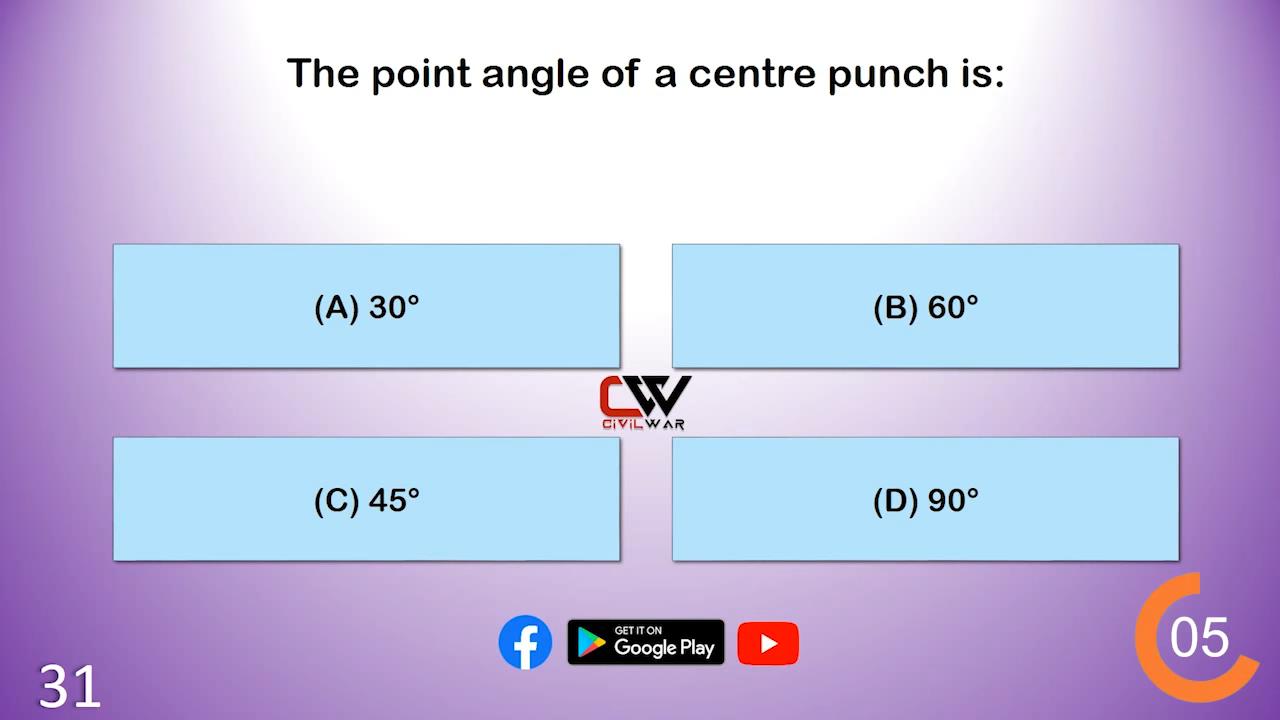 The point angle of a centre punch is:
(A) 30°
(B) 60°
CW
CiViLWAR
(C) 45°
(D) 90°
GET IT ON
Google Play
05
31